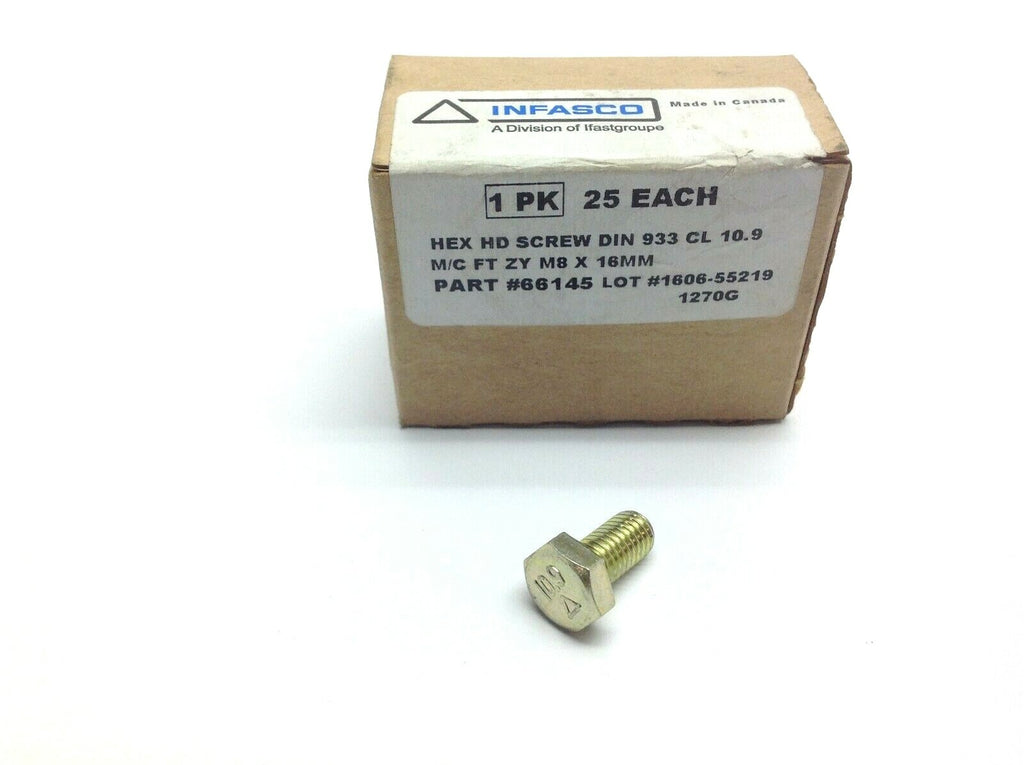 INFASCO
Made in Canada
A Division of Ifastgroupe
1 PK 25 EACH
HEX HD SCREW DIN 933 CL 10.9
M/C FT ZY M8 X 16MM
PART #66145 LOT #1606-55219
1270G
10.9